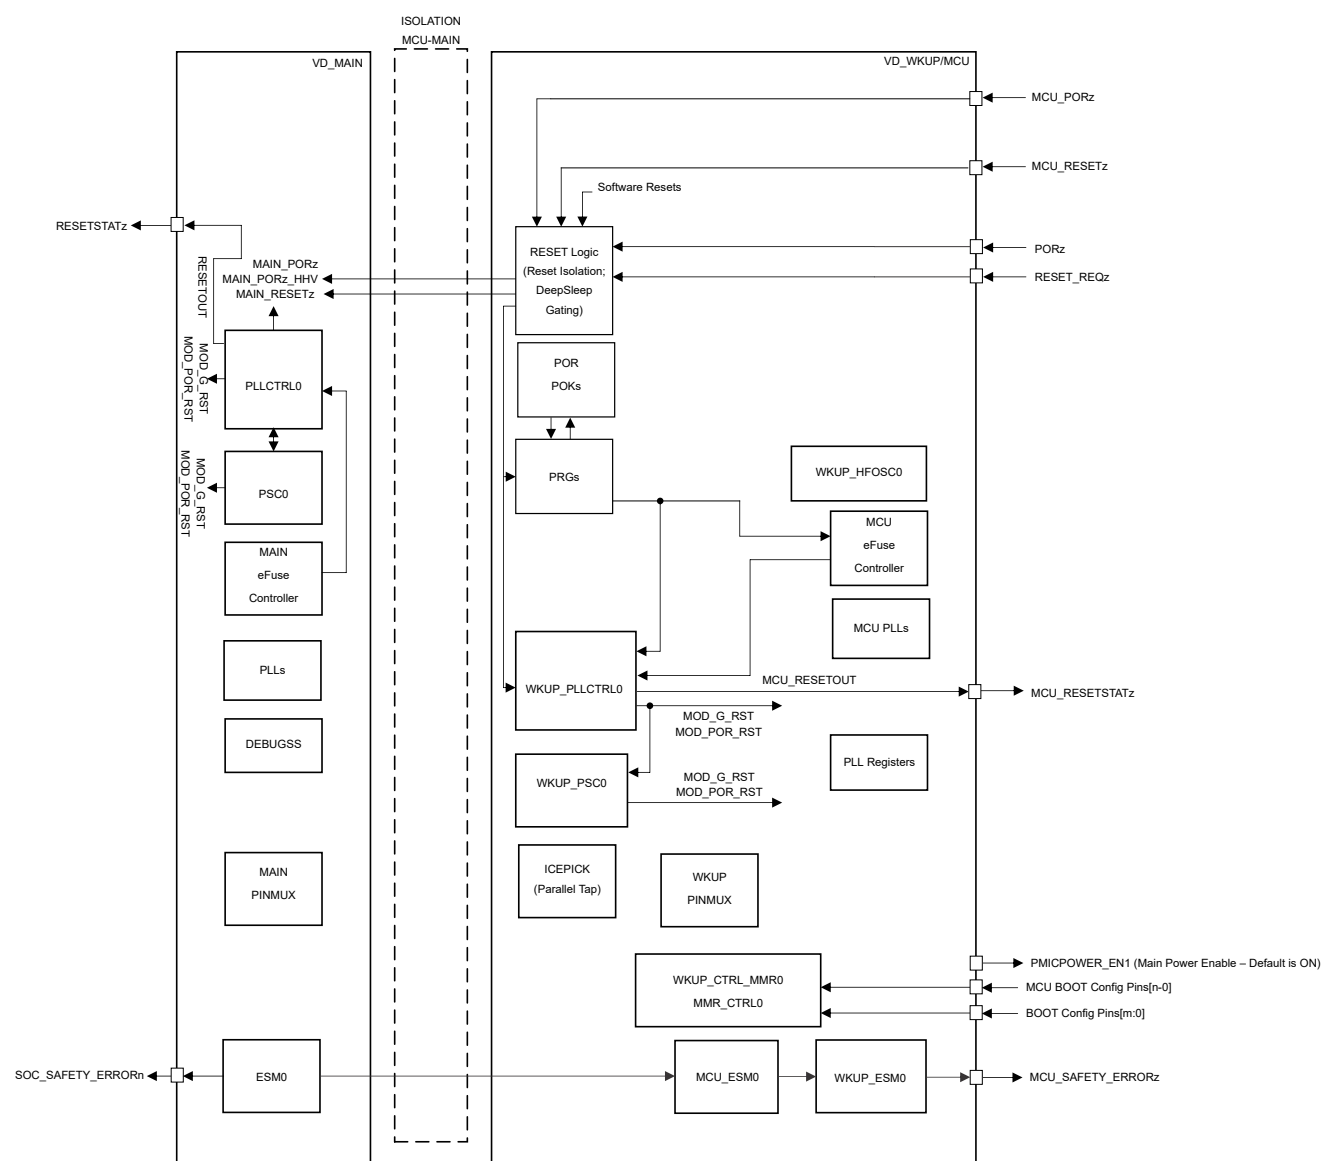 ISOLATION
MCU-MAIN
VD_MAIN
VD_WKUP/MCU
MCU_PORz
MCU_RESETz
Software Resets
RESETSTATz
RESETOUT
MAIN_PORz
MAIN_PORz_HHV
MAIN_RESETz
RESET Logic
(Reset Isolation;
DeepSleep
Gating)
PORz
RESET_REQz
MOD_G_RST
MOD_POR_RST
PLLCTRL0
POR
POKs
MOD_G_RST
MOD_POR_RST
PSC0
PRGs
WKUP_HFOSC0
MAIN
eFuse
Controller
MCU
eFuse
Controller
MCU PLLs
PLLs
WKUP_PLLCTRL0
MCU_RESETOUT
MCU_RESETSTATz
MOD_G_RST
MOD_POR_RST
DEBUGSS
PLL Registers
WKUP_PSC0
MOD_G_RST
MOD_POR_RST
MAIN
PINMUX
ICEPICK
(Parallel Tap)
WKUP
PINMUX
WKUP_CTRL_MMR0
MMR_CTRL0
PMICPOWER_EN1 (Main Power Enable – Default is ON)
MCU BOOT Config Pins[n-0]
BOOT Config Pins[m:0]
SOC_SAFETY_ERRORn
ESM0
MCU_ESM0
WKUP_ESM0
MCU_SAFETY_ERRORz